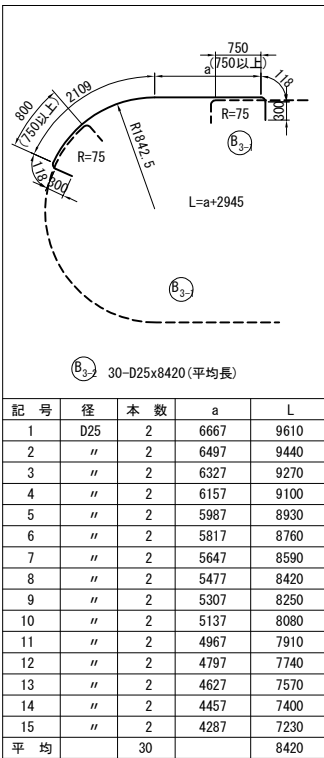 750
(750以上)
a
118
300
R=75
B3-1
2109
800
(750以上)
R=75
118
300
R1842.5
L=a+2945
B3-1
B3-2 30-D25x8420(平均長)
記 号 径 本 数 a L
1 D25 2 6667 9610
2 〃 2 6497 9440
3 〃 2 6327 9270
4 〃 2 6157 9100
5 〃 2 5987 8930
6 〃 2 5817 8760
7 〃 2 5647 8590
8 〃 2 5477 8420
9 〃 2 5307 8250
10 〃 2 5137 8080
11 〃 2 4967 7910
12 〃 2 4797 7740
13 〃 2 4627 7570
14 〃 2 4457 7400
15 〃 2 4287 7230
平 均 30 8420